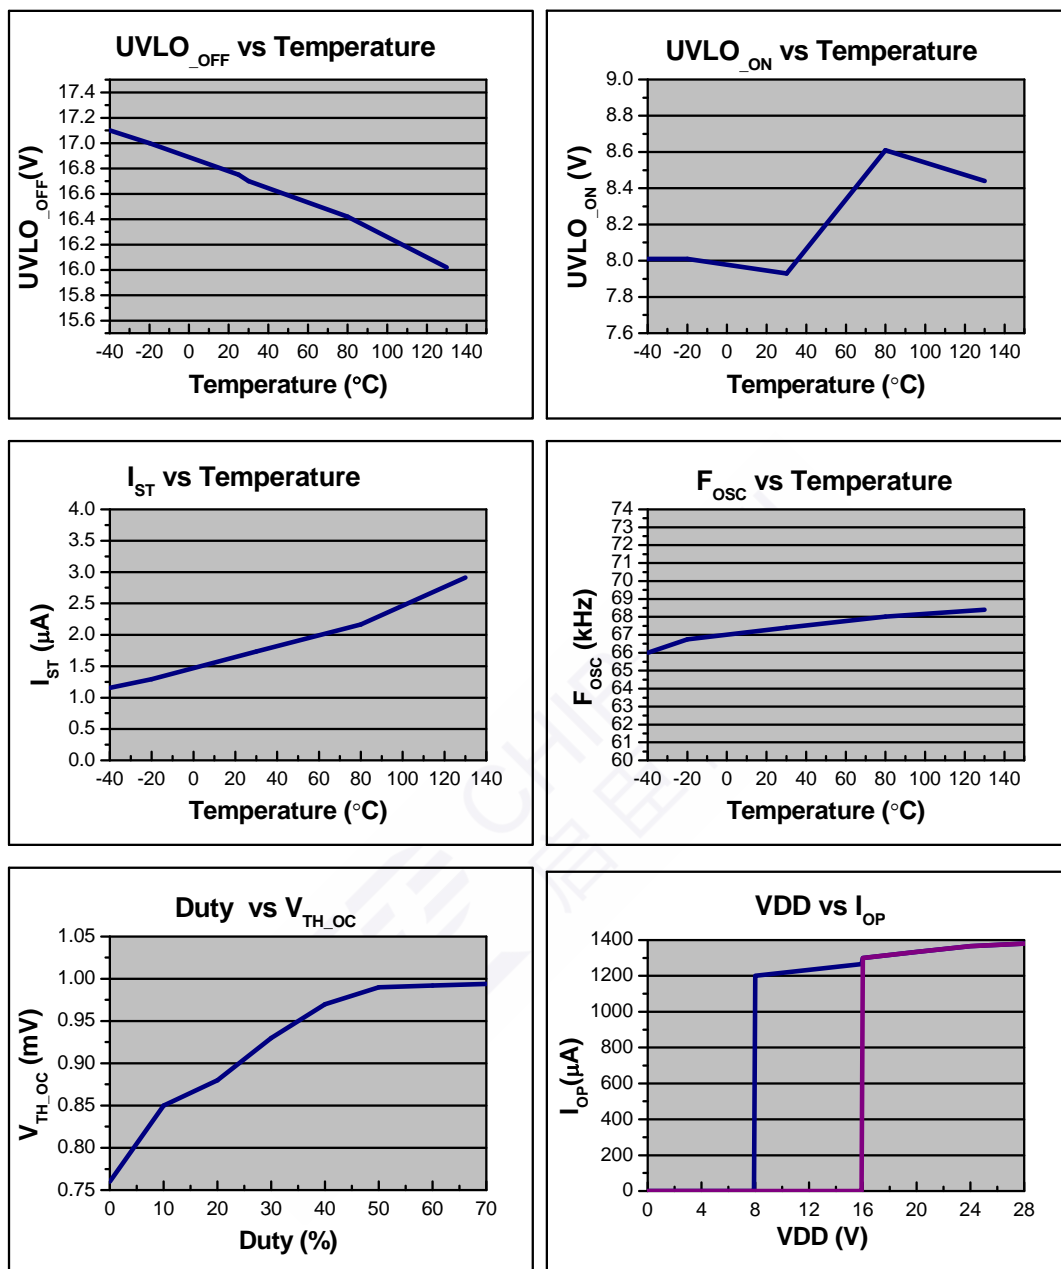 UVLO_OFF vs Temperature
17.4
17.2
17.0
16.8
16.6
16.4
16.2
16.0
15.8
15.6
UVLO_OFF(V)
-40 -20 0 20 40 60 80 100 120 140
Temperature (°C)
UVLO_ON vs Temperature
9.0
8.8
8.6
8.4
8.2
8.0
7.8
7.6
UVLO_ON (V)
-40 -20 0 20 40 60 80 100 120 140
Temperature (°C)
I_ST vs Temperature
4.0
3.5
3.0
2.5
2.0
1.5
1.0
0.5
0.0
I_ST (μA)
-40 -20 0 20 40 60 80 100 120 140
Temperature (°C)
F_OSC vs Temperature
74
73
72
71
70
69
68
67
66
65
64
63
62
61
60
F_OSC (kHz)
-40 -20 0 20 40 60 80 100 120 140
Temperature (°C)
Duty vs V_TH_OC
1.05
1.00
0.95
0.90
0.85
0.80
0.75
V_TH_OC (mV)
0 10 20 30 40 50 60 70
Duty (%)
VDD vs I_OP
1400
1200
1000
800
600
400
200
0
I_OP(μA)
0 4 8 12 16 20 24 28
VDD (V)